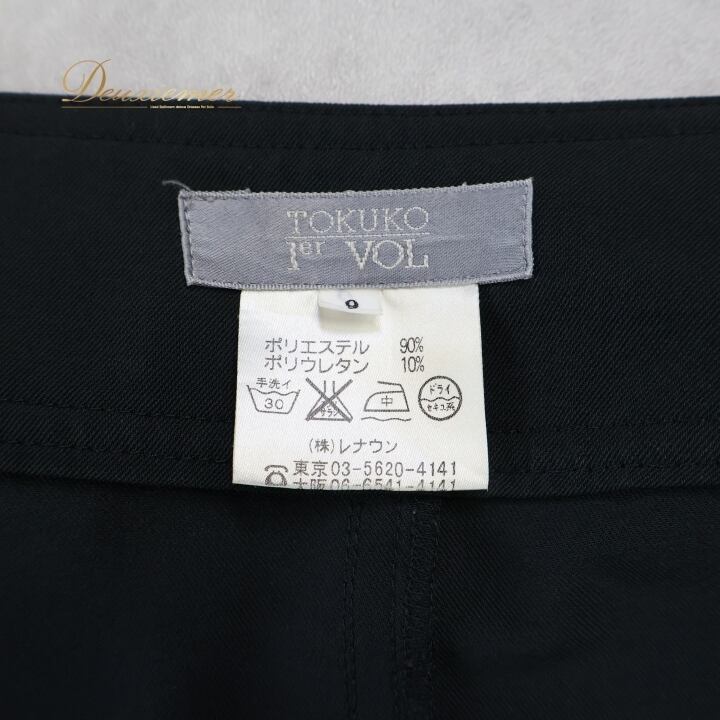 Deuxiemer
TOKUKO
1er VOL
9
ポリエステル 90%
ポリウレタン 10%
手洗イ
30
中
ドライ
セキユ系
(株)レナウン
東京03-5620-4141
大阪06-6541-4141